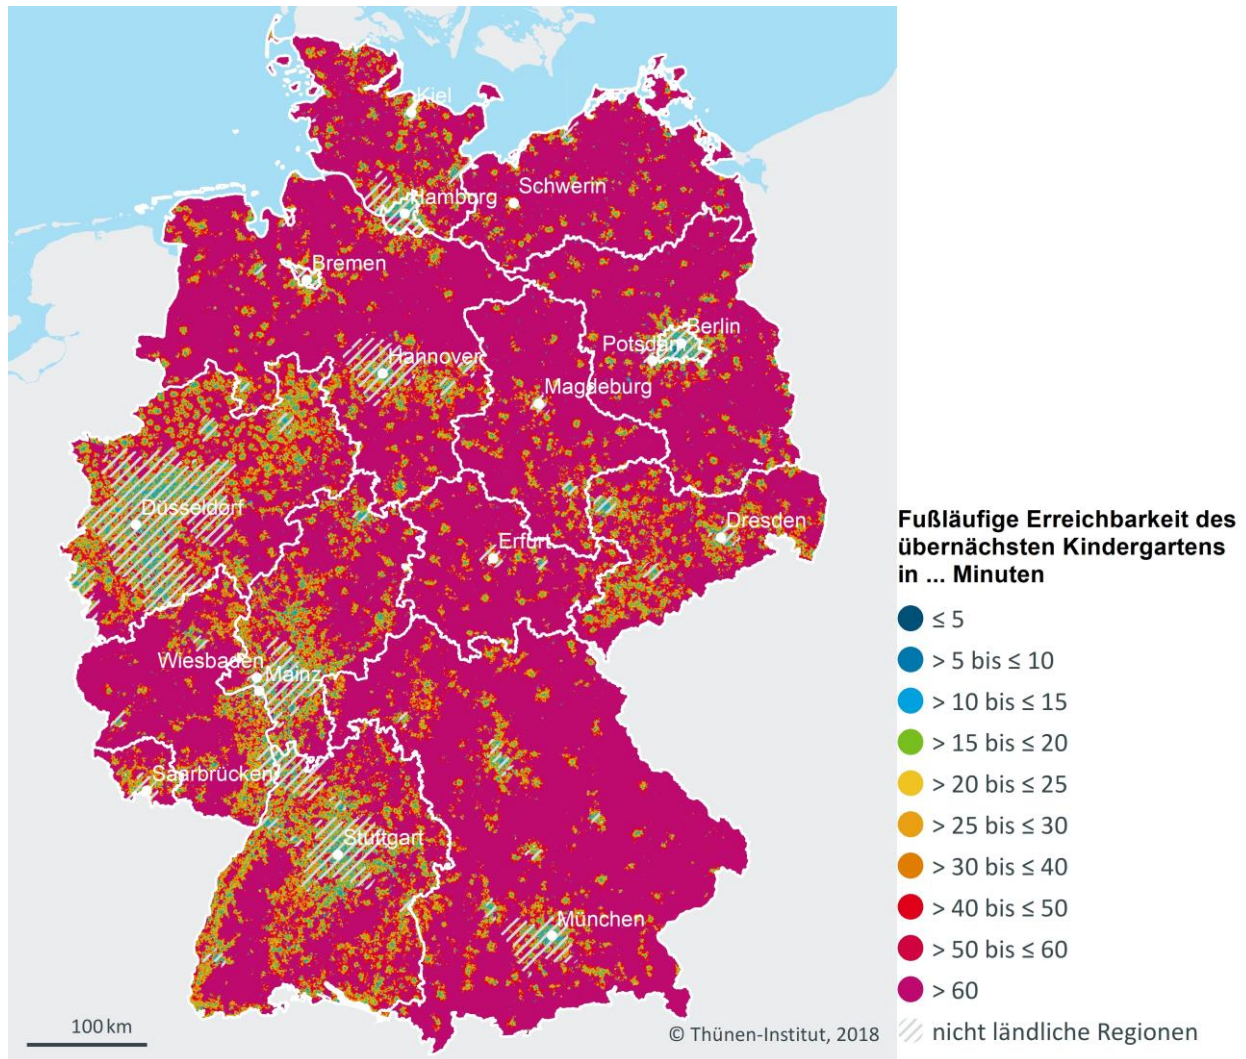 Kiel
Schwerin
Hamburg
Bremen
Berlin
Potsdam
Hannover
Magdeburg
Düsseldorf
Dresden
Erfurt
Wiesbaden
Mainz
Saarbrücken
Stuttgart
München
100 km
© Thünen-Institut, 2018
Fußläufige Erreichbarkeit des
übernächsten Kindergartens
in ... Minuten
≤ 5
> 5 bis ≤ 10
> 10 bis ≤ 15
> 15 bis ≤ 20
> 20 bis ≤ 25
> 25 bis ≤ 30
> 30 bis ≤ 40
> 40 bis ≤ 50
> 50 bis ≤ 60
> 60
nicht ländliche Regionen